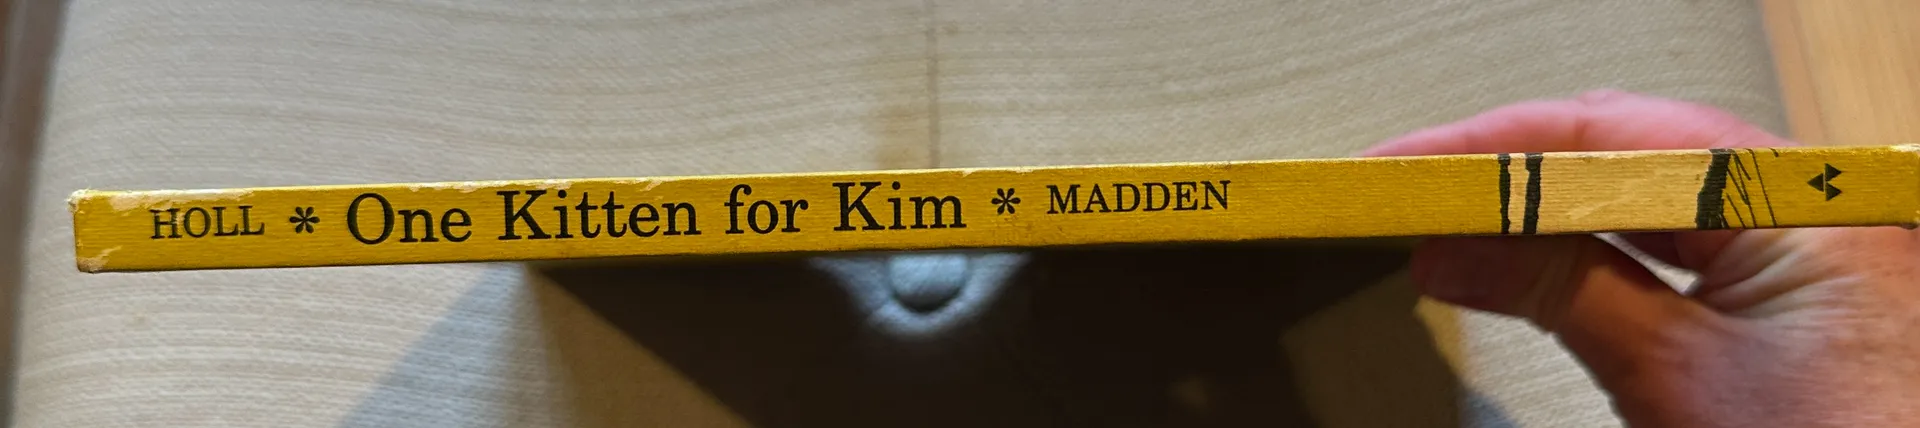 HOLL * One Kitten for Kim * MADDEN